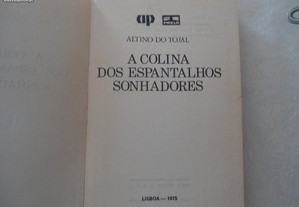 ap
ALTINO DO TOJAL
A COLINA
DOS ESPANTALHOS
SONHADORES
LISBOA — 1975